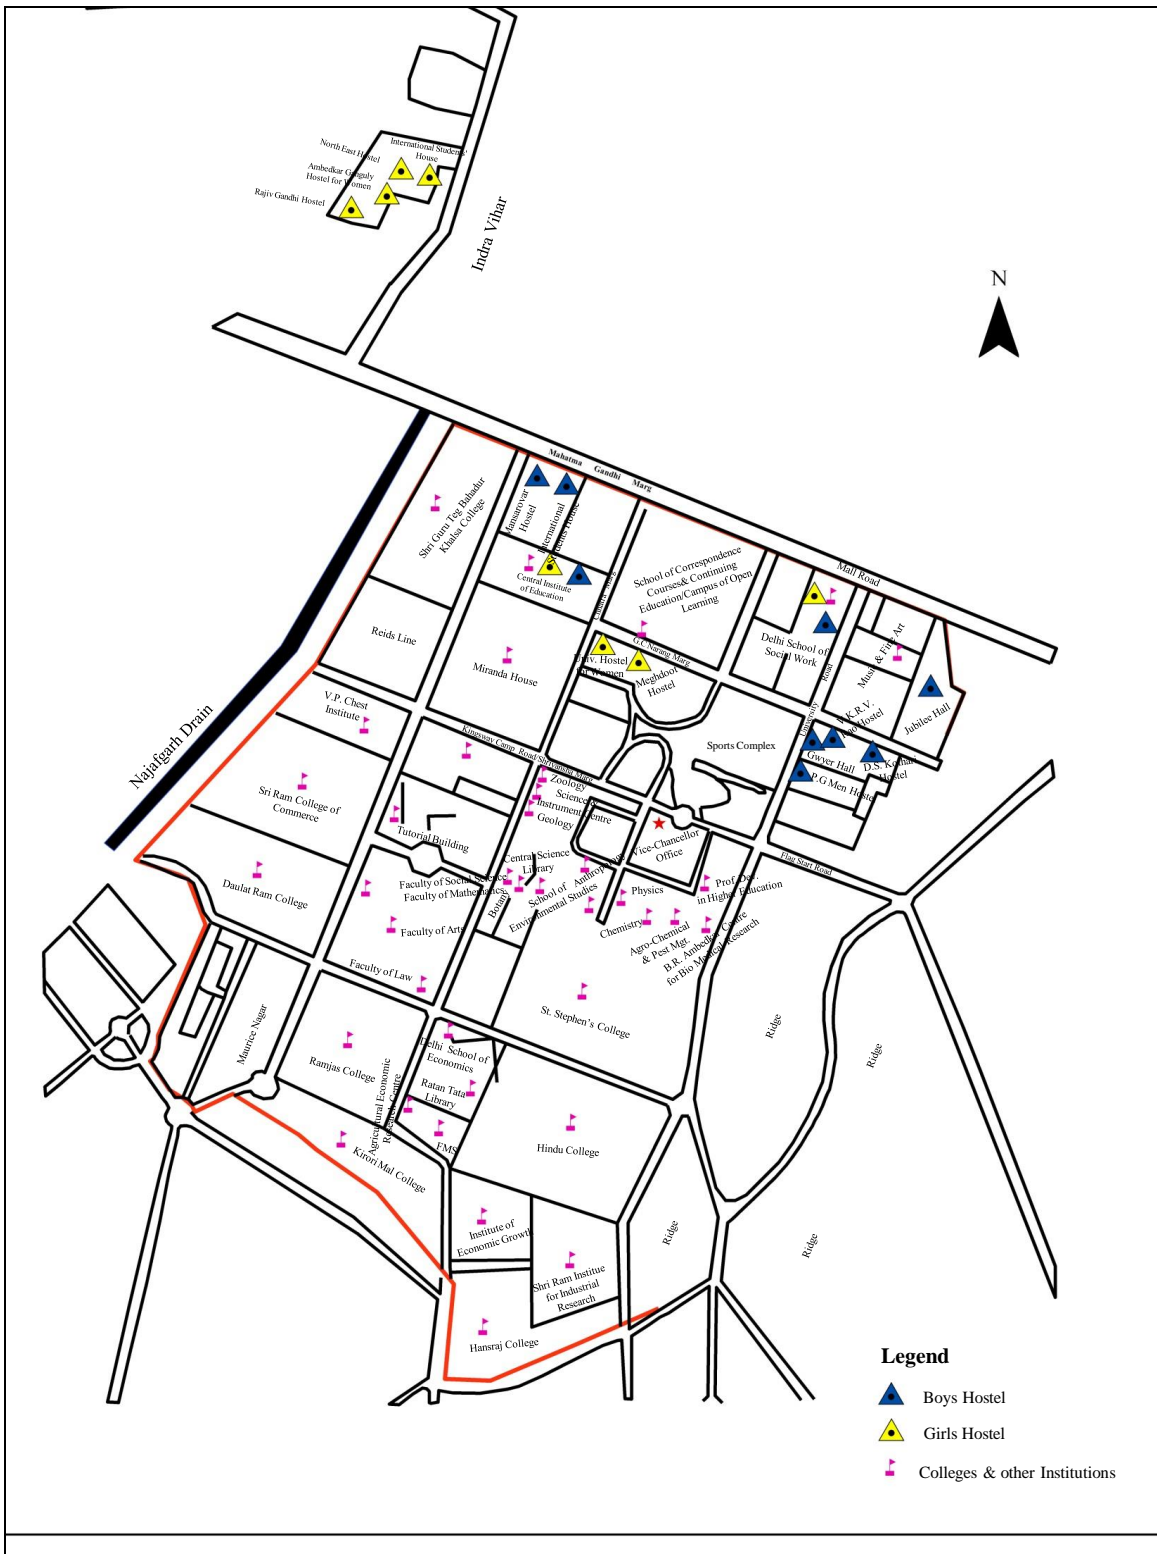 North East Hostel
International Students'
House
Ambedkar Ganguly
Hostel for Women
Rajiv Gandhi Hostel
Indra Vihar
N
Mahatma Gandhi Marg
Mall Road
Shri Guru Teg Bahadur
Khalsa College
Mansarovar
Hostel
International
Students House
Central Institute
of Education
Chhatra Marg
School of Correspondence
Courses& Continuing
Education/Campus of Open
Learning
G.C Narang Marg
Delhi School of
Social Work
University Road
Music & Fine Art
Jubilee Hall
Reids Line
Miranda House
Univ. Hostel
for Women
Meghdoot
Hostel
V.K.R.V.
Rao Hostel
Gwyer Hall
D.S. Kothari
Hostel
P.G Men Hostel
Sports Complex
V.P. Chest
Institute
Najafgarh Drain
Kingsway Camp Road/Shrivansha Marg
Zoology
Science &
Instrument Centre
Geology
Sri Ram College of
Commerce
Tutorial Building
Vice-Chancellor
Office
Flag Start Road
Central Science
Library
Daulat Ram College
Faculty of Social Science
Faculty of Mathematics
Botany
School of
Environmental Studies
Anthropology
Physics
Prof. Dev.
in Higher Education
Faculty of Arts
Chemistry
Agro-Chemical
& Pest Mgt.
B.R. Ambedkar Centre
for Bio Medical Research
Faculty of Law
St. Stephen's College
Ridge
Ridge
Maurice Nagar
Ramjas College
Delhi School of
Economics
Agricultural Economic
Research Centre
Ratan Tata
Library
FMS
Kirori Mal College
Hindu College
Ridge
Ridge
Institute of
Economic Growth
Shri Ram Institue
for Industrial
Research
Hansraj College
Legend
Boys Hostel
Girls Hostel
Colleges & other Institutions